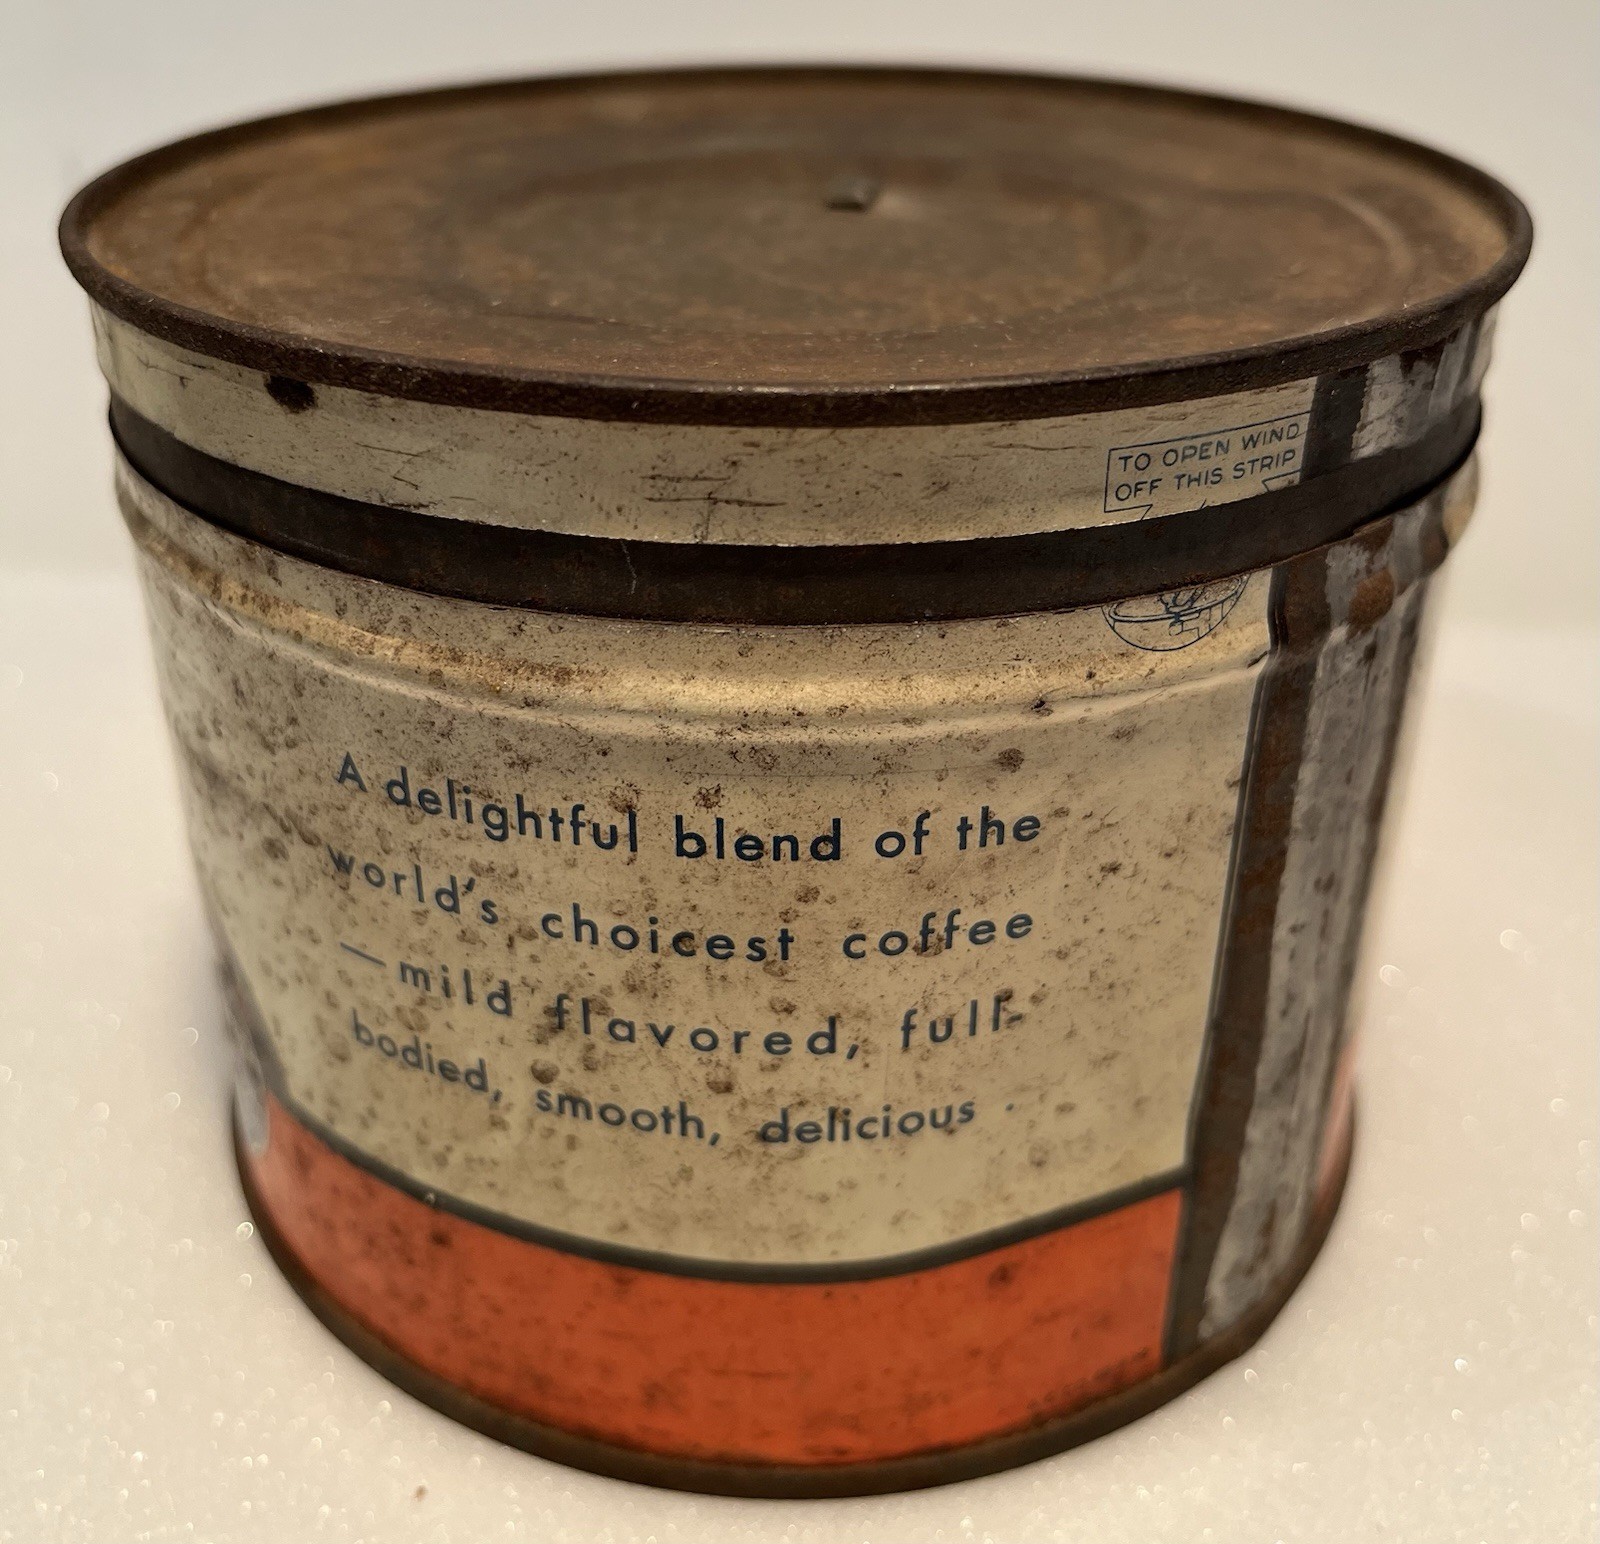 TO OPEN WIND
OFF THIS STRIP
A delightful blend of the
world's choicest coffee
—mild flavored, full-
bodied, smooth, delicious ·